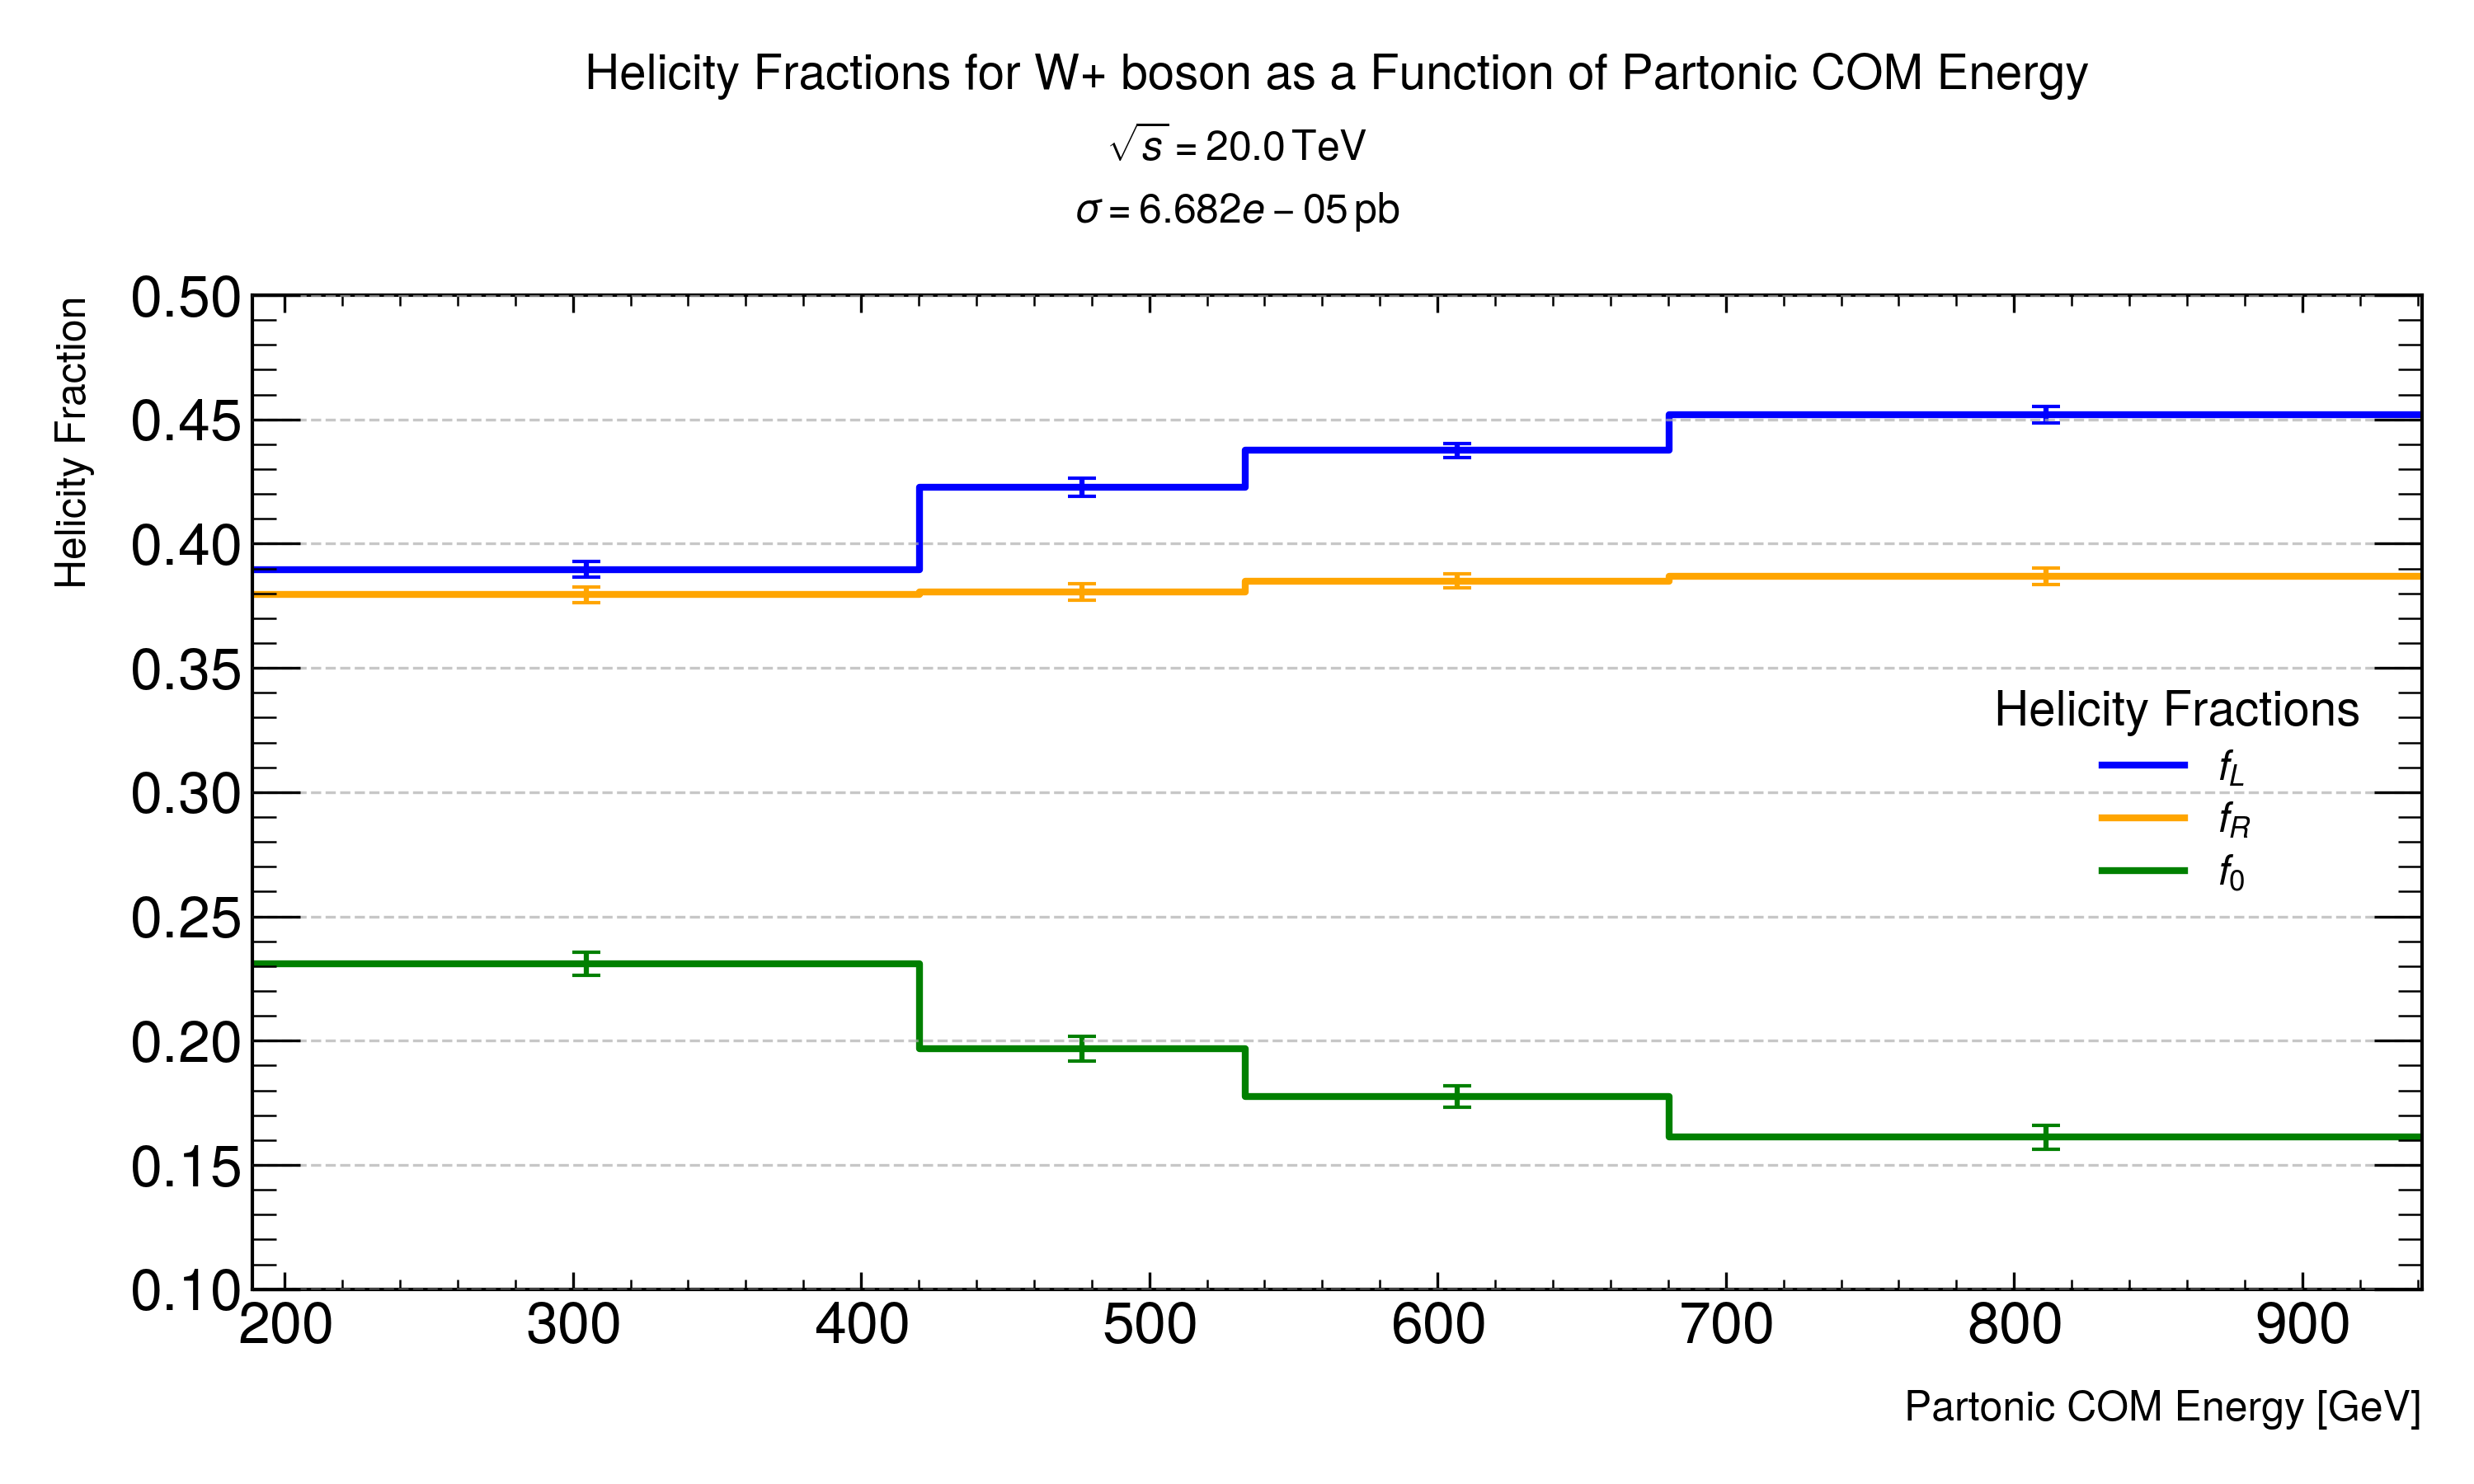 Helicity Fractions for W+ boson as a Function of Partonic COM Energy
√s = 20.0 TeV
σ = 6.682e − 05 pb
Helicity Fraction
0.50
0.45
0.40
0.35
0.30
0.25
0.20
0.15
0.10
Helicity Fractions
f_L
f_R
f_0
200 300 400 500 600 700 800 900
Partonic COM Energy [GeV]